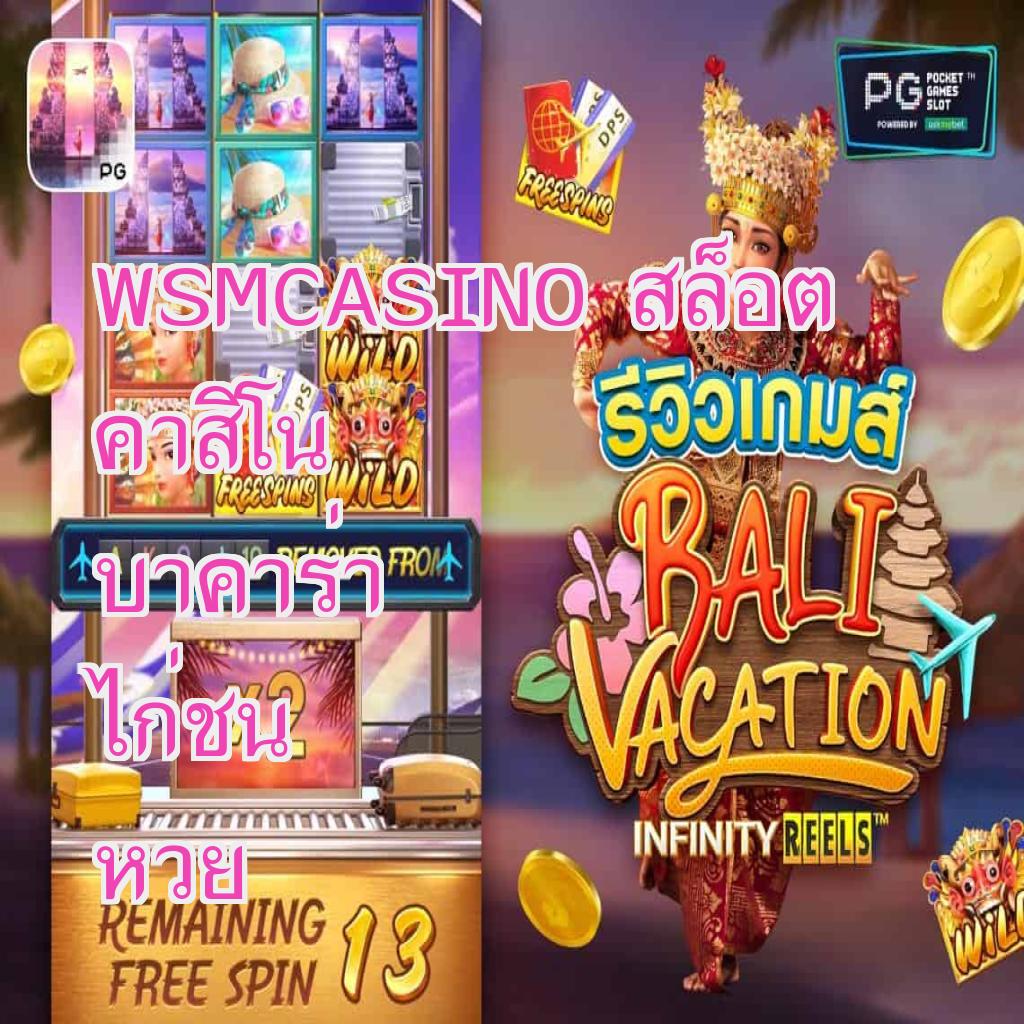 PG
PG POCKET GAMES SLOT™
POWERED BY askmebet
DPS
FREESPINS
WSMCASINO สล็อต
WILD
รีวิวเกมส์
คาสิโน
FREESPINS
WILD
BALI
REMOVED FROM
บาคาร่า
VACATION
ไก่ชน
x2
INFINITY REELS™
หวย
REMAINING
FREE SPIN 13
WILD